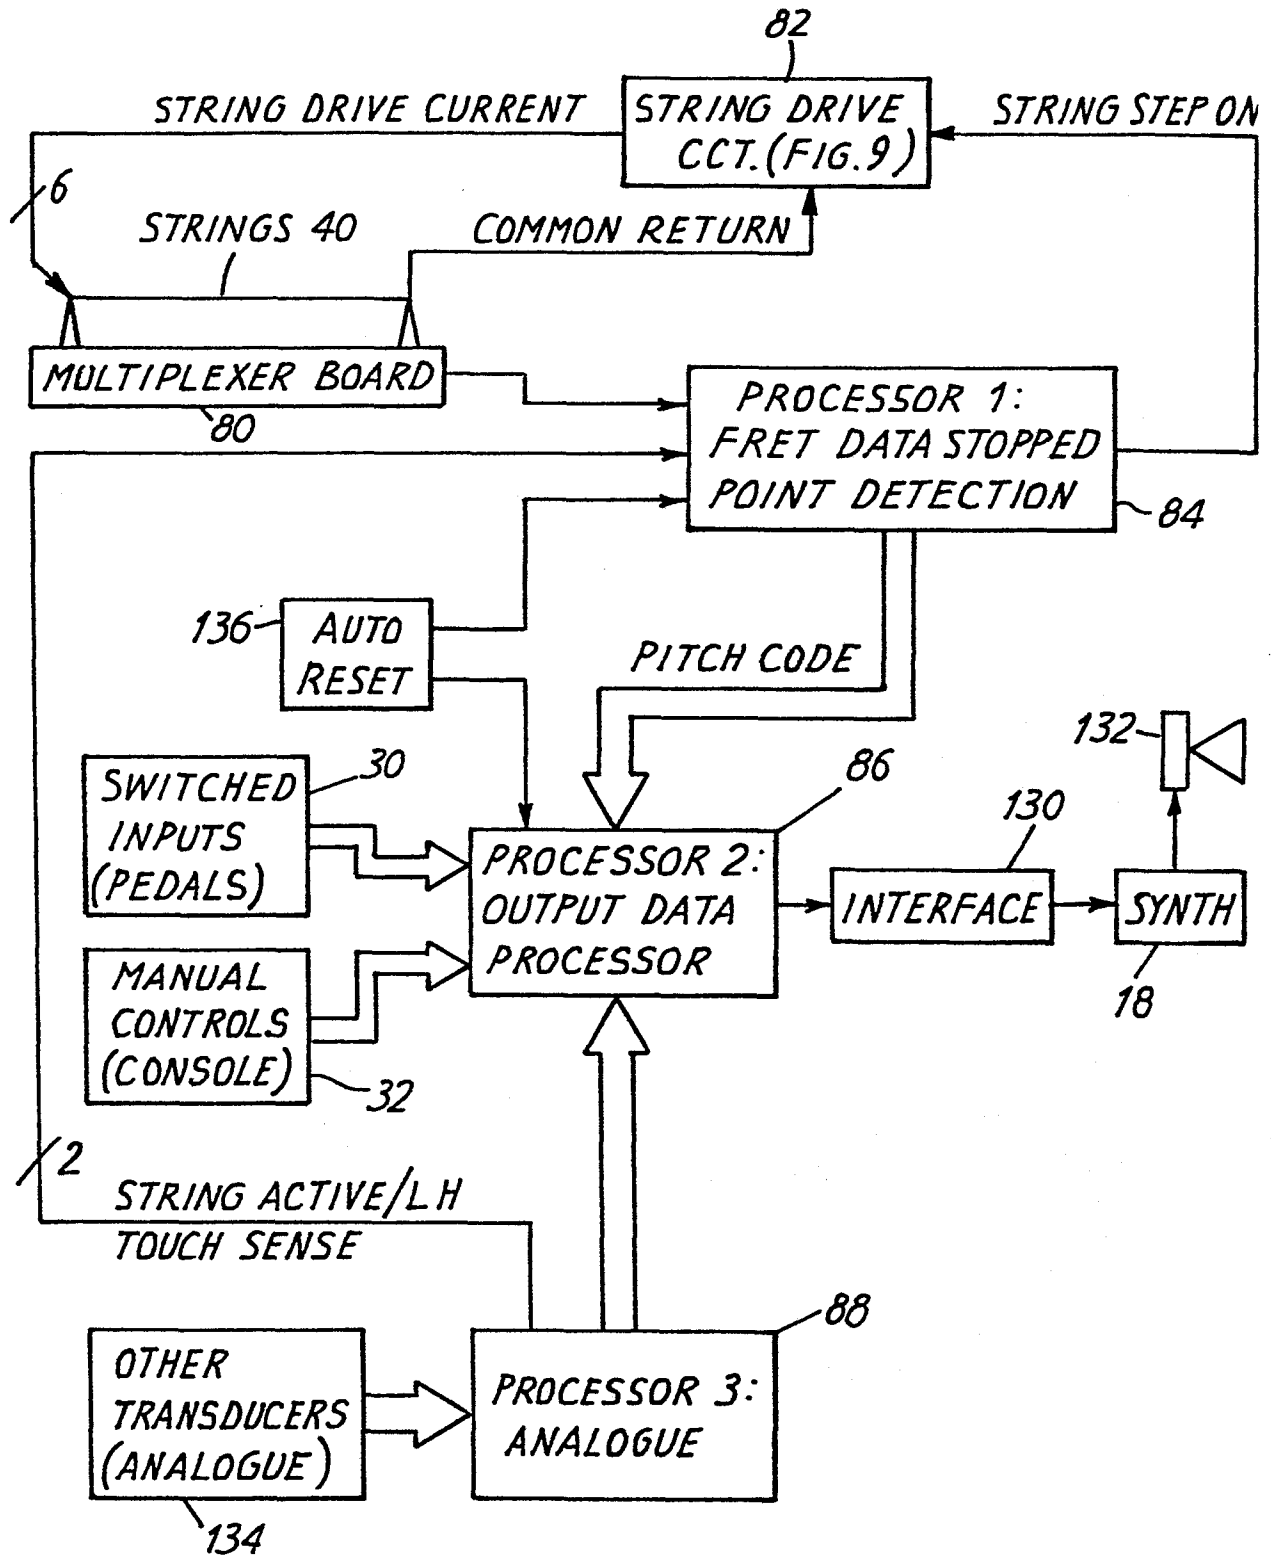 82
STRING DRIVE CURRENT
STRING DRIVE
CCT. (FIG. 9)
STRING STEP ON
6
STRINGS 40
COMMON RETURN
MULTIPLEXER BOARD
80
PROCESSOR 1:
FRET DATA STOPPED
POINT DETECTION
84
136
AUTO
RESET
PITCH CODE
132
SWITCHED
INPUTS
(PEDALS)
30
86
PROCESSOR 2:
OUTPUT DATA
PROCESSOR
130
INTERFACE
SYNTH
18
MANUAL
CONTROLS
(CONSOLE)
32
2
STRING ACTIVE/LH
TOUCH SENSE
88
OTHER
TRANSDUCERS
(ANALOGUE)
134
PROCESSOR 3:
ANALOGUE